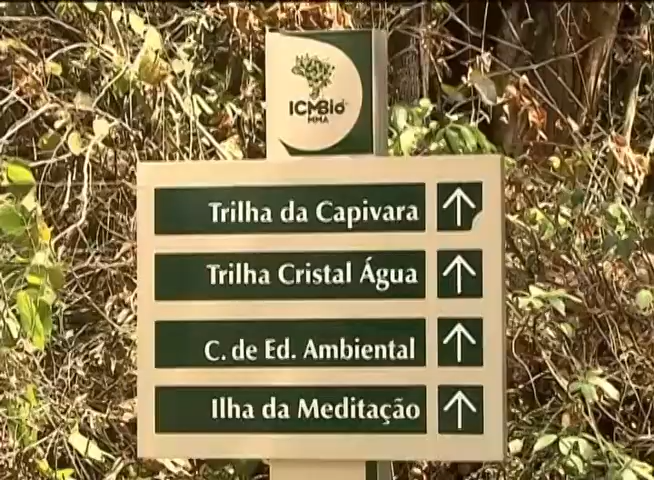 ICMBio
MMA
Trilha da Capivara
Trilha Cristal Água
C. de Ed. Ambiental
Ilha da Meditação